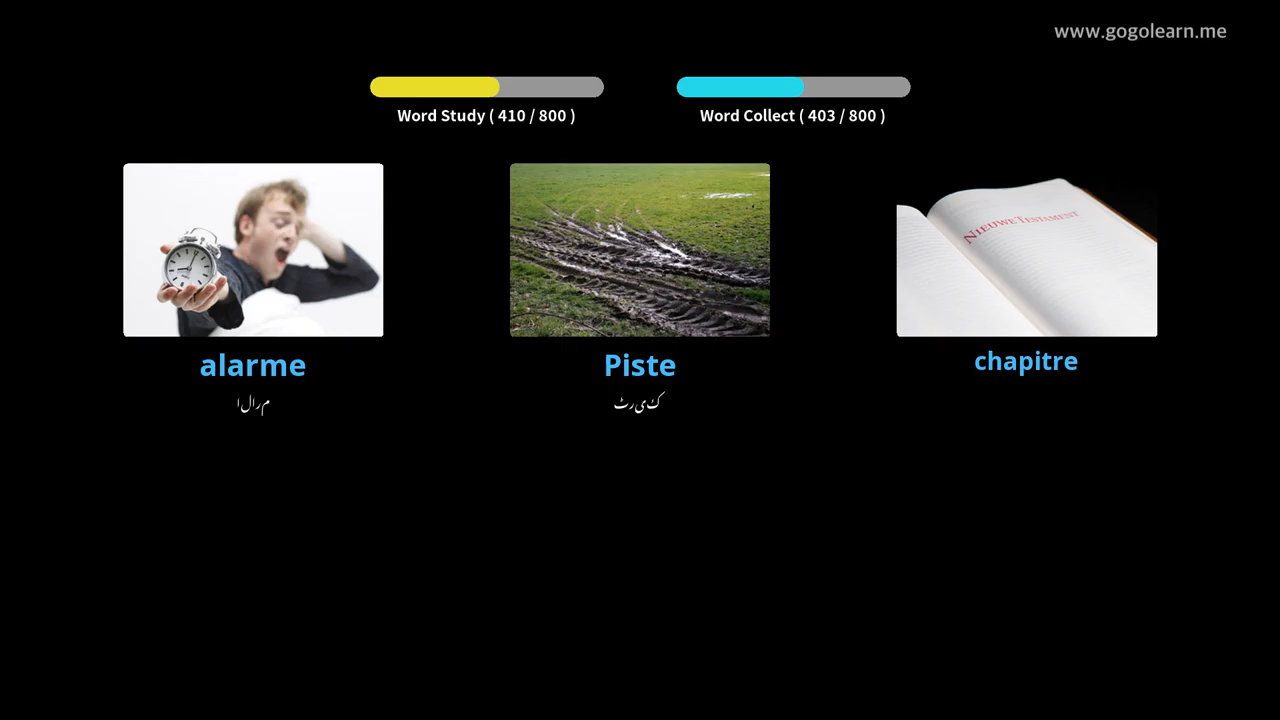 www.gogolearn.me
Word Study ( 410 / 800 )
Word Collect ( 403 / 800 )
NIEUWE TESTAMENT
alarme
Piste
chapitre
الارم
ٹریک